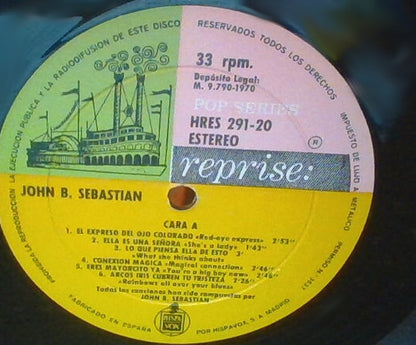 PROHIBIDA LA REPRODUCCION LA EJECUCION PUBLICA Y LA RADIODIFUSION DE ESTE DISCO
RESERVADOS TODOS LOS DERECHOS
IMPUESTO DE LUJO A METALICO
PERMISO, N. 1631
33 rpm.
Depósito Legal:
M. 9.790-1970
POP SERIES
HRES 291-20
ESTEREO
R
reprise:
JOHN B. SEBASTIAN
CARA A
1. EL EXPRESO DEL OJO COLORADO «Red-eye express» 2'53"
2. ELLA ES UNA SEÑORA «She's a lady» 1'43"
3. LO QUE PIENSA ELLA DE ESTO 3'
«What she thinks about»
4. CONEXION MAGICA «Magical connection» 2'46"
5. ERES MAYORCITO YA «You're a big boy now» 2'46"
6. ARCOS IRIS CUBREN TU TRISTEZA 2'26"
«Rainbows all over your blues»
Todas las canciones han sido compuestas por
JOHN B. SEBASTIAN
HISPA
VOX
FABRICADO EN ESPAÑA
POR HISPAVOX, S. A. MADRID